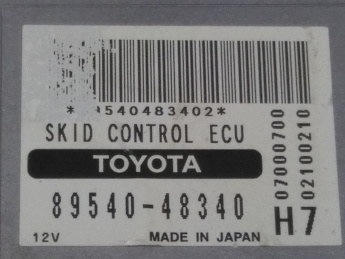 *   540483402*
SKID CONTROL ECU
TOYOTA
89540-48340
12V MADE IN JAPAN
H7
07000700
02100210